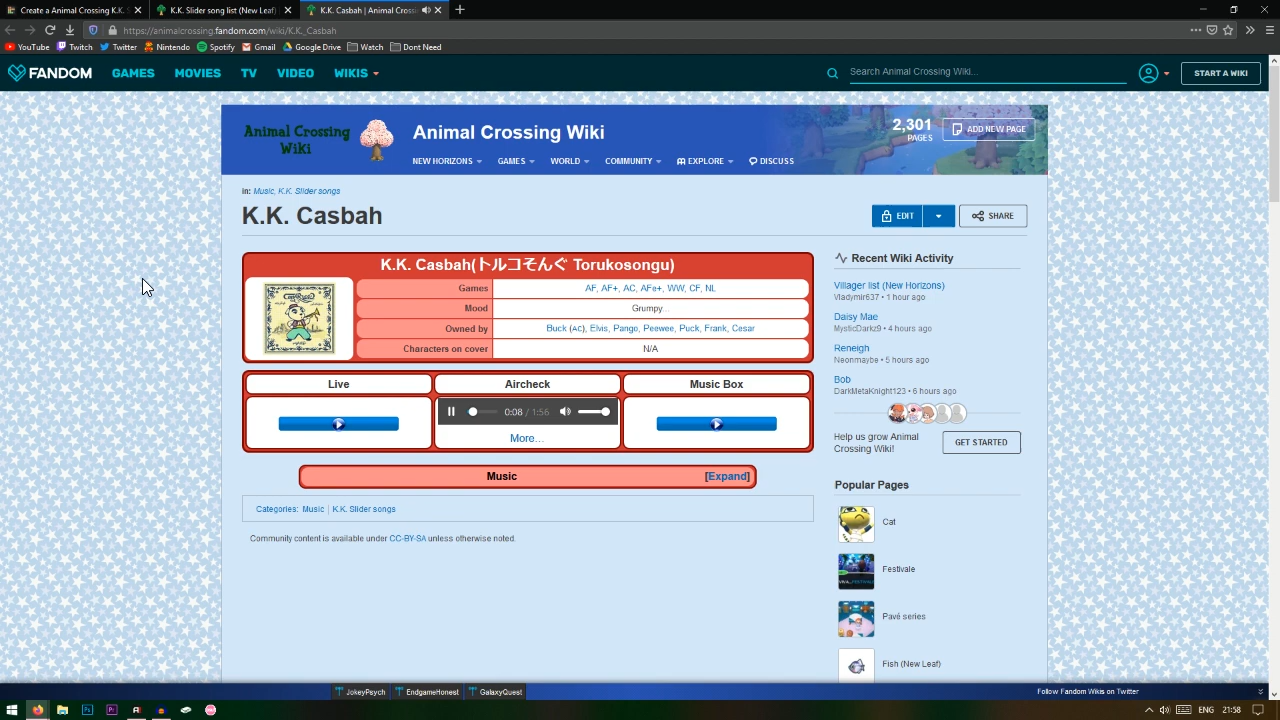 Create a Animal Crossing K.K. S
K.K. Slider song list (New Leaf)
K.K. Casbah | Animal Crossi
https://animalcrossing.fandom.com/wiki/K.K._Casbah
YouTube Twitch Twitter Nintendo Spotify Gmail Google Drive Watch Dont Need
FANDOM GAMES MOVIES TV VIDEO WIKIS
Search Animal Crossing Wiki...
START A WIKI
Animal Crossing Wiki
Animal Crossing Wiki
2,301 PAGES
ADD NEW PAGE
NEW HORIZONS GAMES WORLD COMMUNITY EXPLORE DISCUSS
in: Music, K.K. Slider songs
K.K. Casbah
EDIT
SHARE
K.K. Casbah(トルコそんぐ Torukosongu)
Games AF, AF+, AC, AFe+, WW, CF, NL
Mood Grumpy...
Owned by Buck (AC), Elvis, Pango, Peewee, Puck, Frank, Cesar
Characters on cover N/A
Live Aircheck Music Box
0:08 / 1:56
More...
Music [Expand]
Categories: Music K.K. Slider songs
Community content is available under CC-BY-SA unless otherwise noted.
Recent Wiki Activity
Villager list (New Horizons)
Vladymir637 • 1 hour ago
Daisy Mae
MysticDarkz9 • 4 hours ago
Reneigh
Neonmaybe • 5 hours ago
Bob
DarkMetaKnight123 • 6 hours ago
Help us grow Animal Crossing Wiki!
GET STARTED
Popular Pages
Cat
Festivale
Pavé series
Fish (New Leaf)
JokeyPsych EndgameHonest GalaxyQuest
Follow Fandom Wikis on Twitter
ENG 21:58